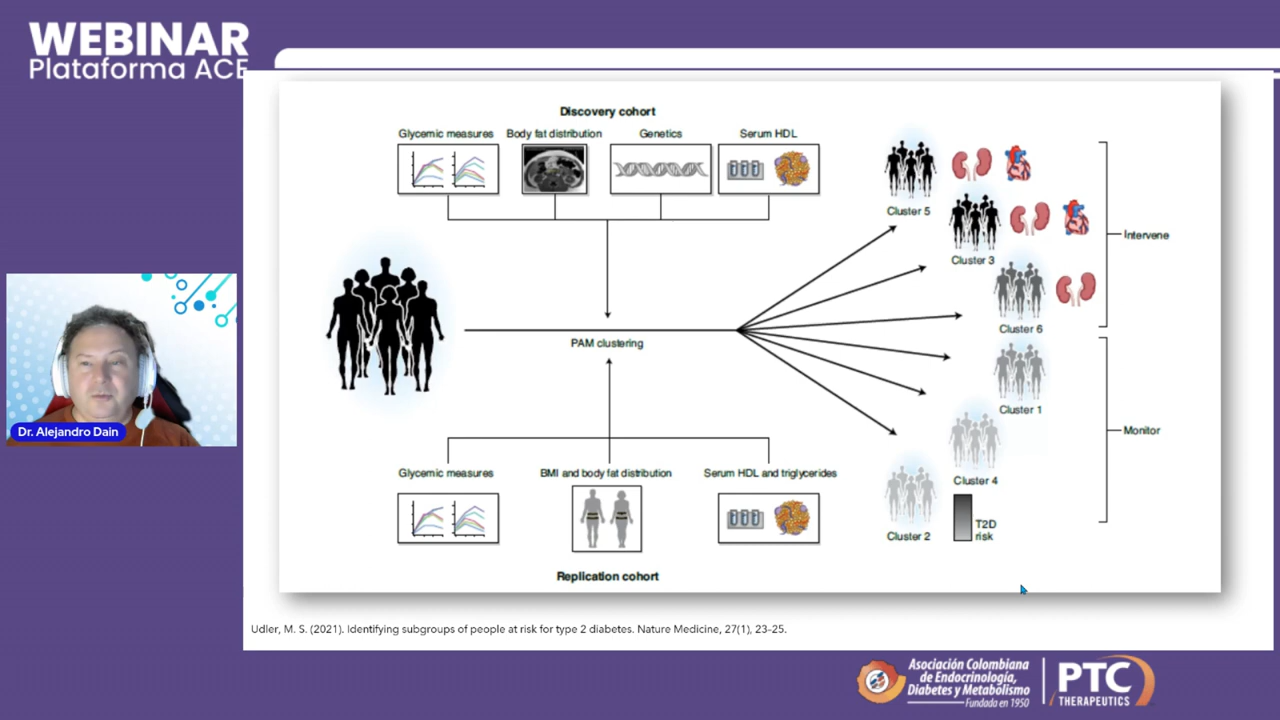 WEBINAR
Plataforma ACE
Discovery cohort
Glycemic measures
Body fat distribution
Genetics
Serum HDL
Cluster 5
Cluster 3
Cluster 6
Intervene
PAM clustering
Cluster 1
Cluster 4
Cluster 2
Monitor
T2D
risk
Glycemic measures
BMI and body fat distribution
Serum HDL and triglycerides
Replication cohort
Dr. Alejandro Dain
Udler, M. S. (2021). Identifying subgroups of people at risk for type 2 diabetes. Nature Medicine, 27(1), 23-25.
Asociación Colombiana
de Endocrinología,
Diabetes y Metabolismo
Fundada en 1950
PTC
THERAPEUTICS